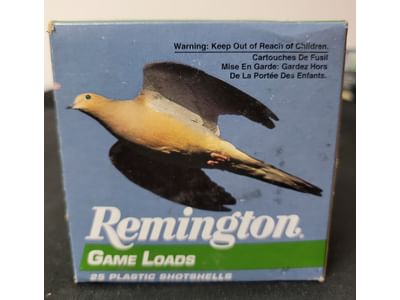 Warning: Keep Out of Reach of Children.
Cartouches De Fusil
Mise En Garde: Gardez Hors
De La Portée Des Enfants.
Remington.
GAME LOADS
25 PLASTIC SHOTSHELLS